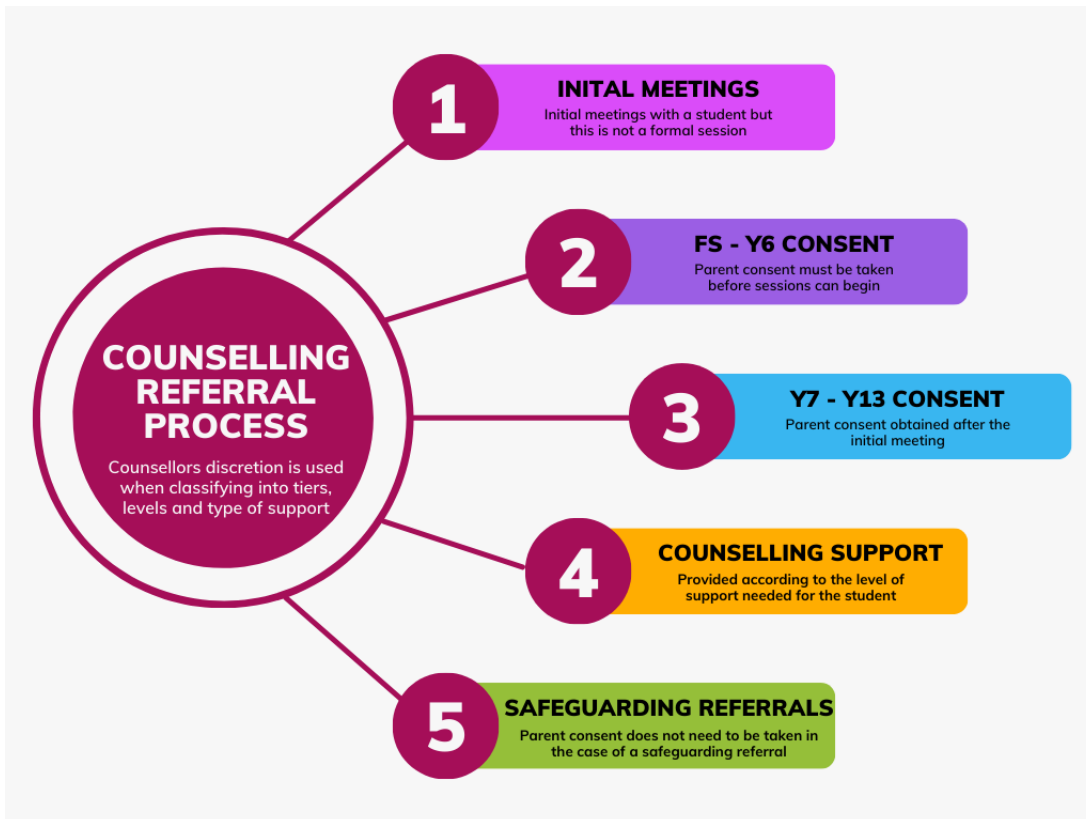 1
INITAL MEETINGS
Initial meetings with a student but
this is not a formal session
2
FS - Y6 CONSENT
Parent consent must be taken
before sessions can begin
COUNSELLING
REFERRAL
PROCESS
Counsellors discretion is used
when classifying into tiers,
levels and type of support
3
Y7 - Y13 CONSENT
Parent consent obtained after the
initial meeting
4
COUNSELLING SUPPORT
Provided according to the level of
support needed for the student
5
SAFEGUARDING REFERRALS
Parent consent does not need to be taken in
the case of a safeguarding referral